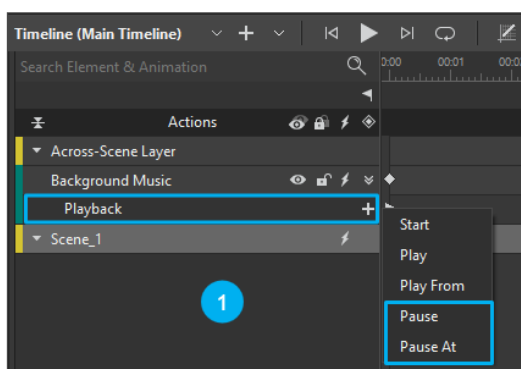 Timeline (Main Timeline)
Search Element & Animation
0:00 00:01
Actions
Across-Scene Layer
Background Music
Playback
Start
Scene_1
Play
Play From
1
Pause
Pause At